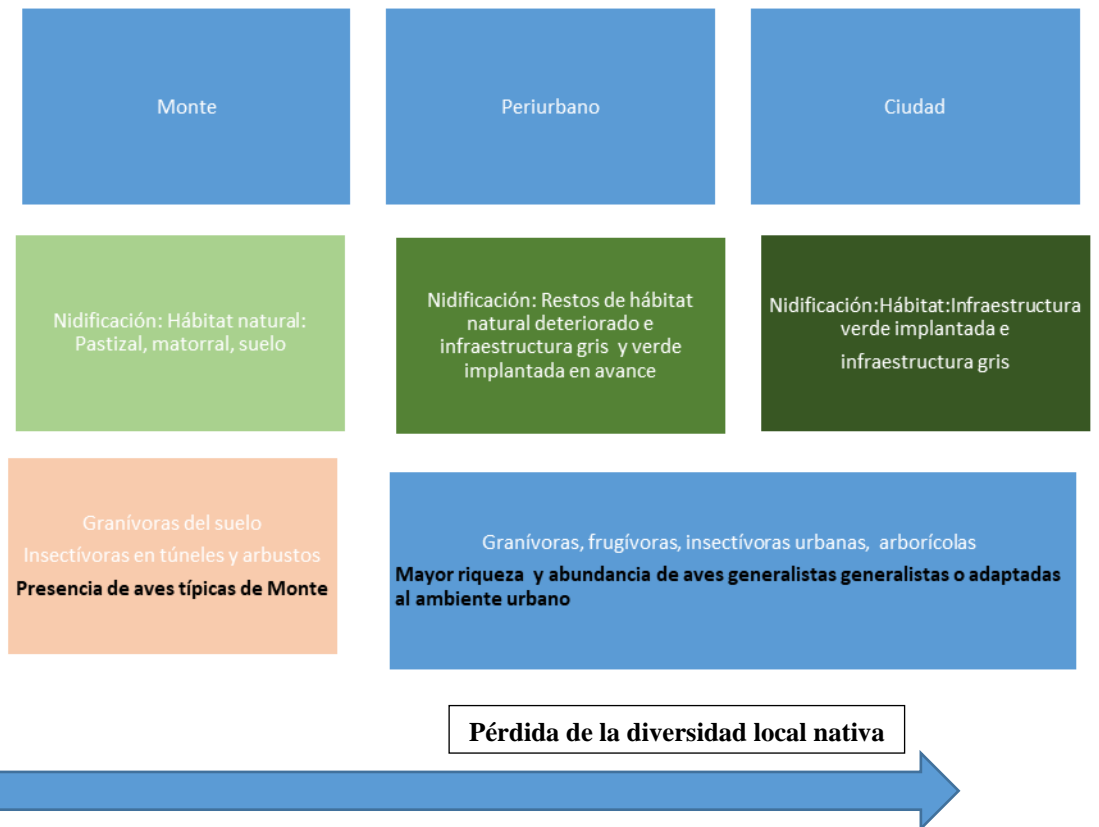 Monte
Periurbano
Ciudad
Nidificación: Hábitat natural:
Pastizal, matorral, suelo
Nidificación: Restos de hábitat
natural deteriorado e
infraestructura gris y verde
implantada en avance
Nidificación:Hábitat:Infraestructura
verde implantada e
infraestructura gris
Granívoras del suelo
Insectívoras en túneles y arbustos
Presencia de aves típicas de Monte
Granívoras, frugívoras, insectívoras urbanas, arborícolas
Mayor riqueza y abundancia de aves generalistas generalistas o adaptadas
al ambiente urbano
Pérdida de la diversidad local nativa